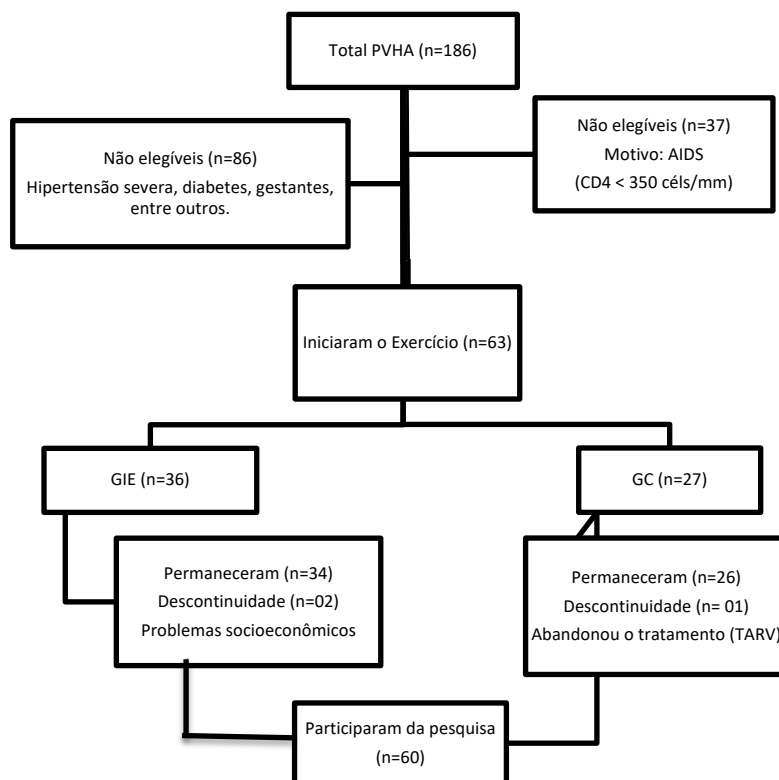 Total PVHA (n=186)
Não elegíveis (n=86)
Hipertensão severa, diabetes, gestantes,
entre outros.
Não elegíveis (n=37)
Motivo: AIDS
(CD4 < 350 céls/mm)
Iniciaram o Exercício (n=63)
GIE (n=36)
GC (n=27)
Permaneceram (n=34)
Descontinuidade (n=02)
Problemas socioeconômicos
Permaneceram (n=26)
Descontinuidade (n= 01)
Abandonou o tratamento (TARV)
Participaram da pesquisa
(n=60)